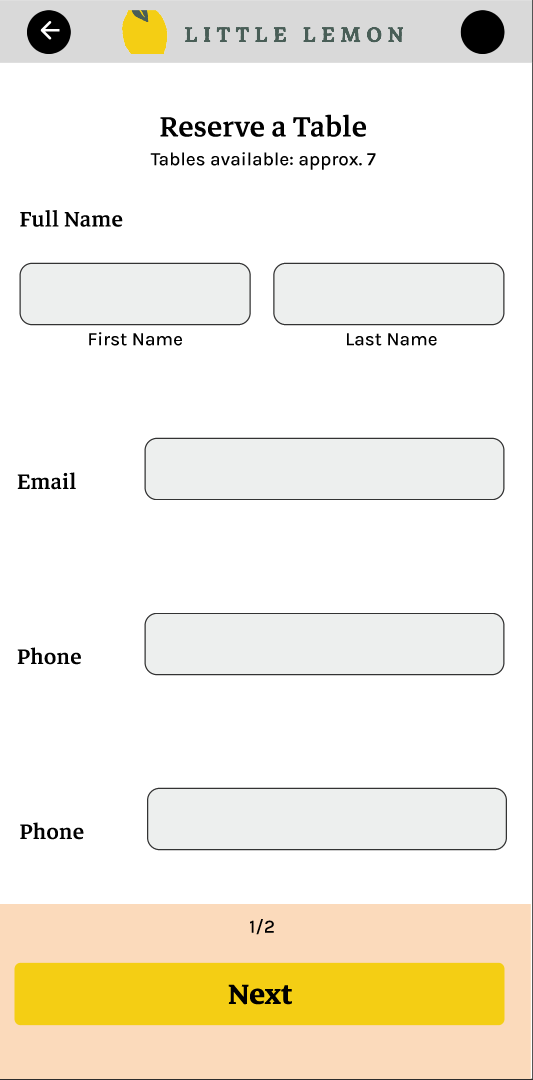 LITTLE LEMON
Reserve a Table
Tables available: approx. 7
Full Name
First Name Last Name
Email
Phone
Phone
1/2
Next